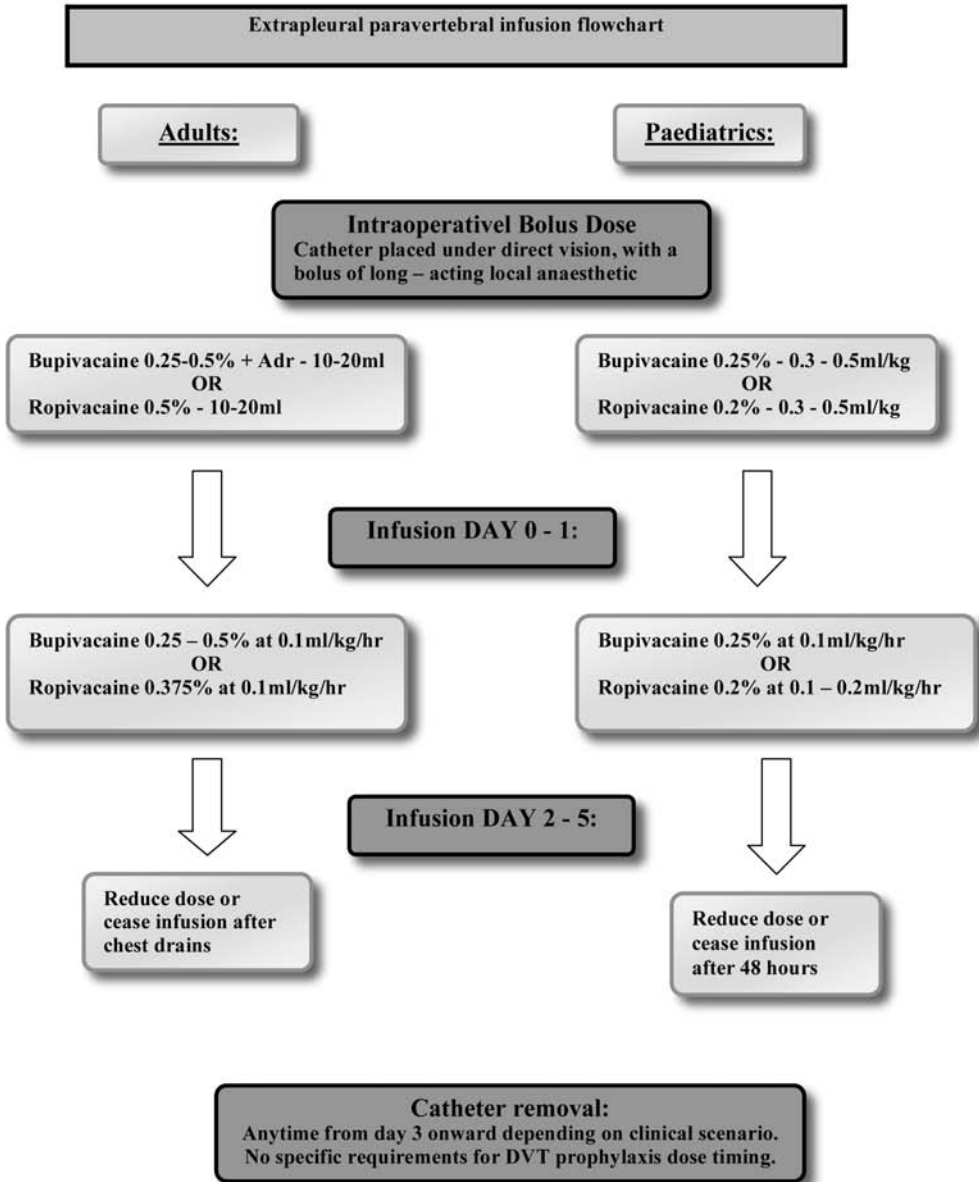 Extrapleural paravertebral infusion flowchart
Adults:
Paediatrics:
Intraoperativel Bolus Dose
Catheter placed under direct vision, with a
bolus of long – acting local anaesthetic
Bupivacaine 0.25-0.5% + Adr - 10-20ml
OR
Ropivacaine 0.5% - 10-20ml
Bupivacaine 0.25% - 0.3 - 0.5ml/kg
OR
Ropivacaine 0.2% - 0.3 - 0.5ml/kg
Infusion DAY 0 - 1:
Bupivacaine 0.25 – 0.5% at 0.1ml/kg/hr
OR
Ropivacaine 0.375% at 0.1ml/kg/hr
Bupivacaine 0.25% at 0.1ml/kg/hr
OR
Ropivacaine 0.2% at 0.1 – 0.2ml/kg/hr
Infusion DAY 2 - 5:
Reduce dose or
cease infusion after
chest drains
Reduce dose or
cease infusion
after 48 hours
Catheter removal:
Anytime from day 3 onward depending on clinical scenario.
No specific requirements for DVT prophylaxis dose timing.